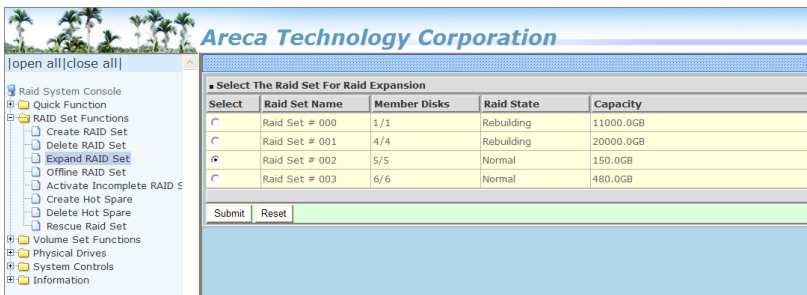 Areca Technology Corporation
|open all|close all|
Raid System Console
Quick Function
RAID Set Functions
Create RAID Set
Delete RAID Set
Expand RAID Set
Offline RAID Set
Activate Incomplete RAID S
Create Hot Spare
Delete Hot Spare
Rescue Raid Set
Volume Set Functions
Physical Drives
System Controls
Information
Select The Raid Set For Raid Expansion
Select Raid Set Name Member Disks Raid State Capacity
Raid Set # 000 1/1 Rebuilding 11000.0GB
Raid Set # 001 4/4 Rebuilding 20000.0GB
Raid Set # 002 5/5 Normal 150.0GB
Raid Set # 003 6/6 Normal 480.0GB
Submit Reset